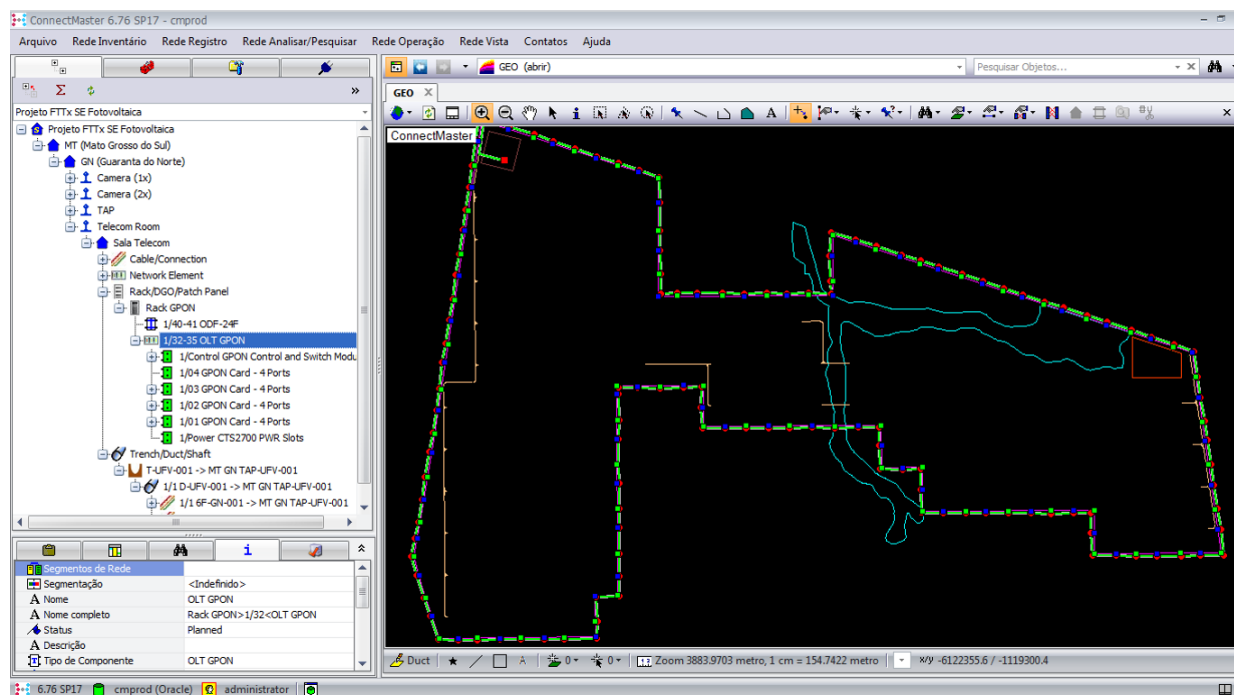 ConnectMaster 6.76 SP17 - cmprod
Arquivo Rede Inventário Rede Registro Rede Analisar/Pesquisar Rede Operação Rede Vista Contatos Ajuda
GEO (abrir) Pesquisar Objetos...
GEO
Projeto FTTx SE Fotovoltaica
ConnectMaster
Projeto FTTx SE Fotovoltaica
MT (Mato Grosso do Sul)
GN (Guaranta do Norte)
Camera (1x)
Camera (2x)
TAP
Telecom Room
Sala Telecom
Cable/Connection
Network Element
Rack/DGO/Patch Panel
Rack GPON
1/40-41 ODF-24F
1/32-35 OLT GPON
1/Control GPON Control and Switch Modu
1/04 GPON Card - 4 Ports
1/03 GPON Card - 4 Ports
1/02 GPON Card - 4 Ports
1/01 GPON Card - 4 Ports
1/Power CTS2700 PWR Slots
Trench/Duct/Shaft
T-UFV-001 -> MT GN TAP-UFV-001
1/1 D-UFV-001 -> MT GN TAP-UFV-001
1/1 6F-GN-001 -> MT GN TAP-UFV-001
Segmentos de Rede
Segmentação <Indefinido>
Nome OLT GPON
Nome completo Rack GPON>1/32<OLT GPON
Status Planned
Descrição
Tipo de Componente OLT GPON
Duct A 0 0 Zoom 3883.9703 metro, 1 cm = 154.7422 metro x/y -6122355.6 / -1119300.4
6.76 SP17 cmprod (Oracle) administrator